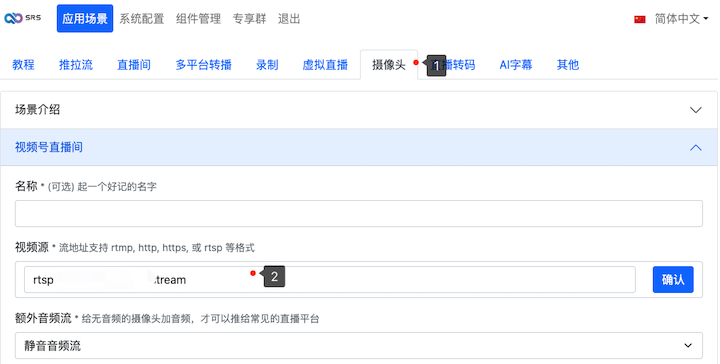 SRS 应用场景 系统配置 组件管理 专享群 退出 简体中文
教程 推拉流 直播间 多平台转播 录制 虚拟直播 摄像头 1 播转码 AI字幕 其他
场景介绍
视频号直播间
名称 * (可选) 起一个好记的名字
视频源 * 流地址支持 rtmp, http, https, 或 rtsp 等格式
rtsp stream 2 确认
额外音频流 * 给无音频的摄像头加音频，才可以推给常见的直播平台
静音音频流